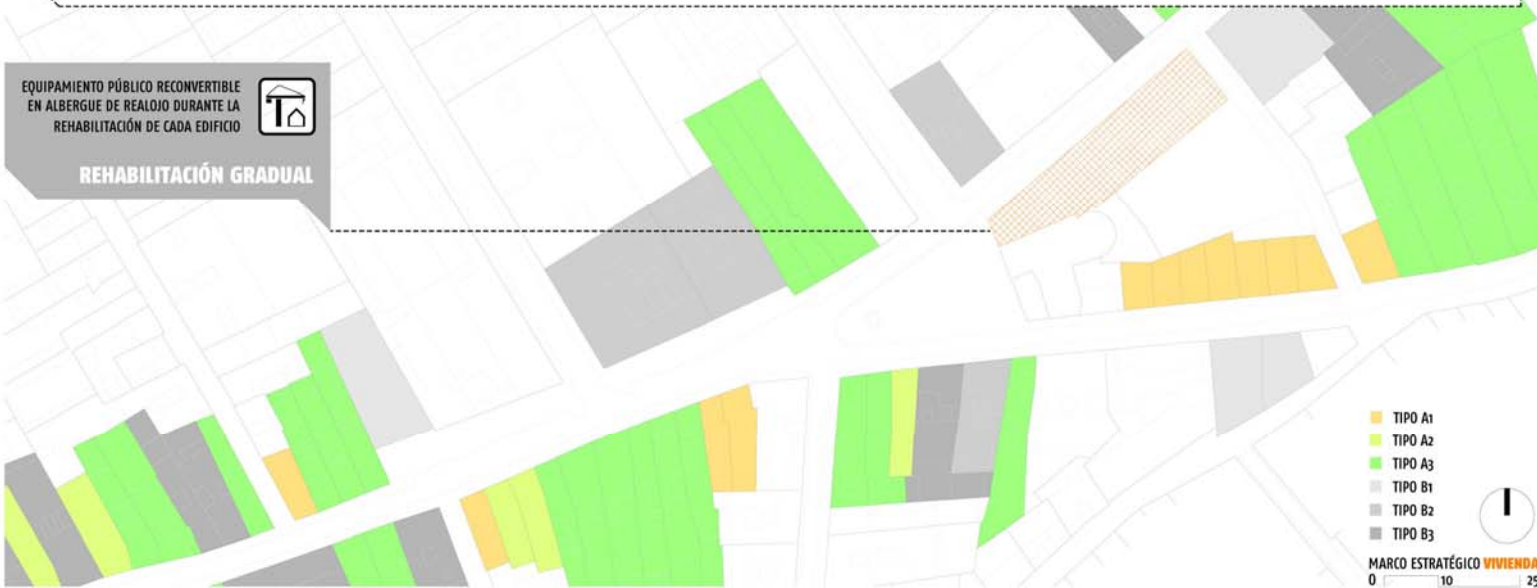 EQUIPAMIENTO PÚBLICO RECONVERTIBLE
EN ALBERGUE DE REALOJO DURANTE LA
REHABILITACIÓN DE CADA EDIFICIO
REHABILITACIÓN GRADUAL
TIPO A1
TIPO A2
TIPO A3
TIPO B1
TIPO B2
TIPO B3
MARCO ESTRATÉGICO VIVIENDA
0 10 25